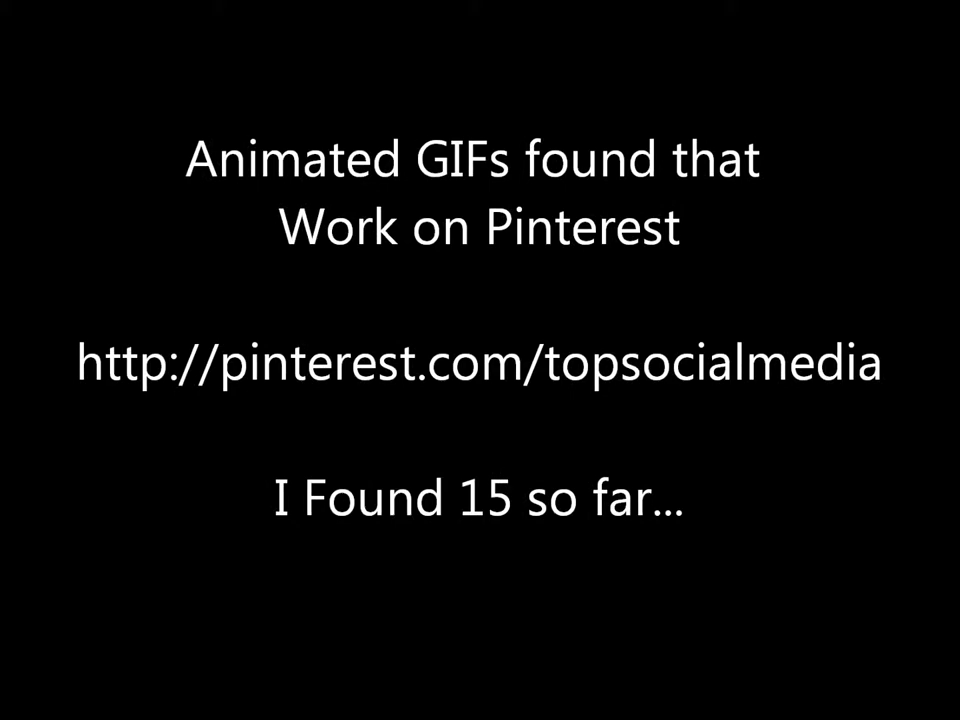 Animated GIFs found that
Work on Pinterest
http://pinterest.com/topsocialmedia
I Found 15 so far...